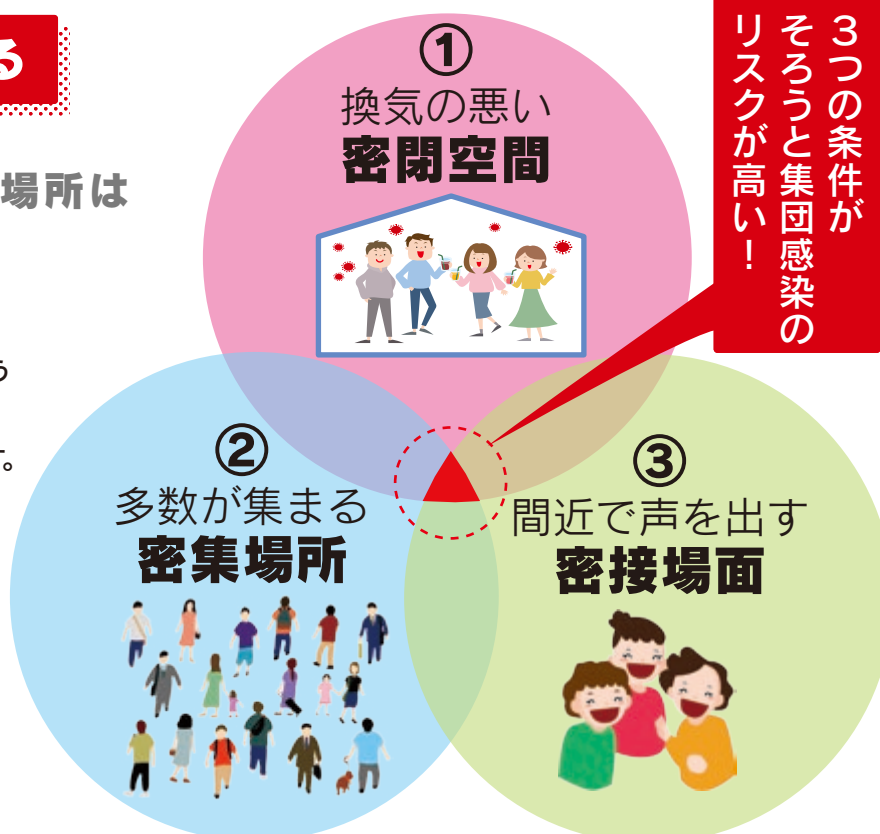 る
場所は
う
す。
①
換気の悪い
密閉空間
3つの条件が
そろうと集団感染の
リスクが高い！
②
多数が集まる
密集場所
③
間近で声を出す
密接場面